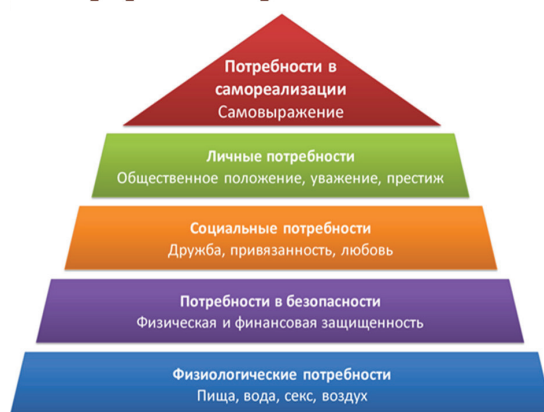 Потребности в
самореализации
Самовыражение
Личные потребности
Общественное положение, уважение, престиж
Социальные потребности
Дружба, привязанность, любовь
Потребности в безопасности
Физическая и финансовая защищенность
Физиологические потребности
Пища, вода, секс, воздух